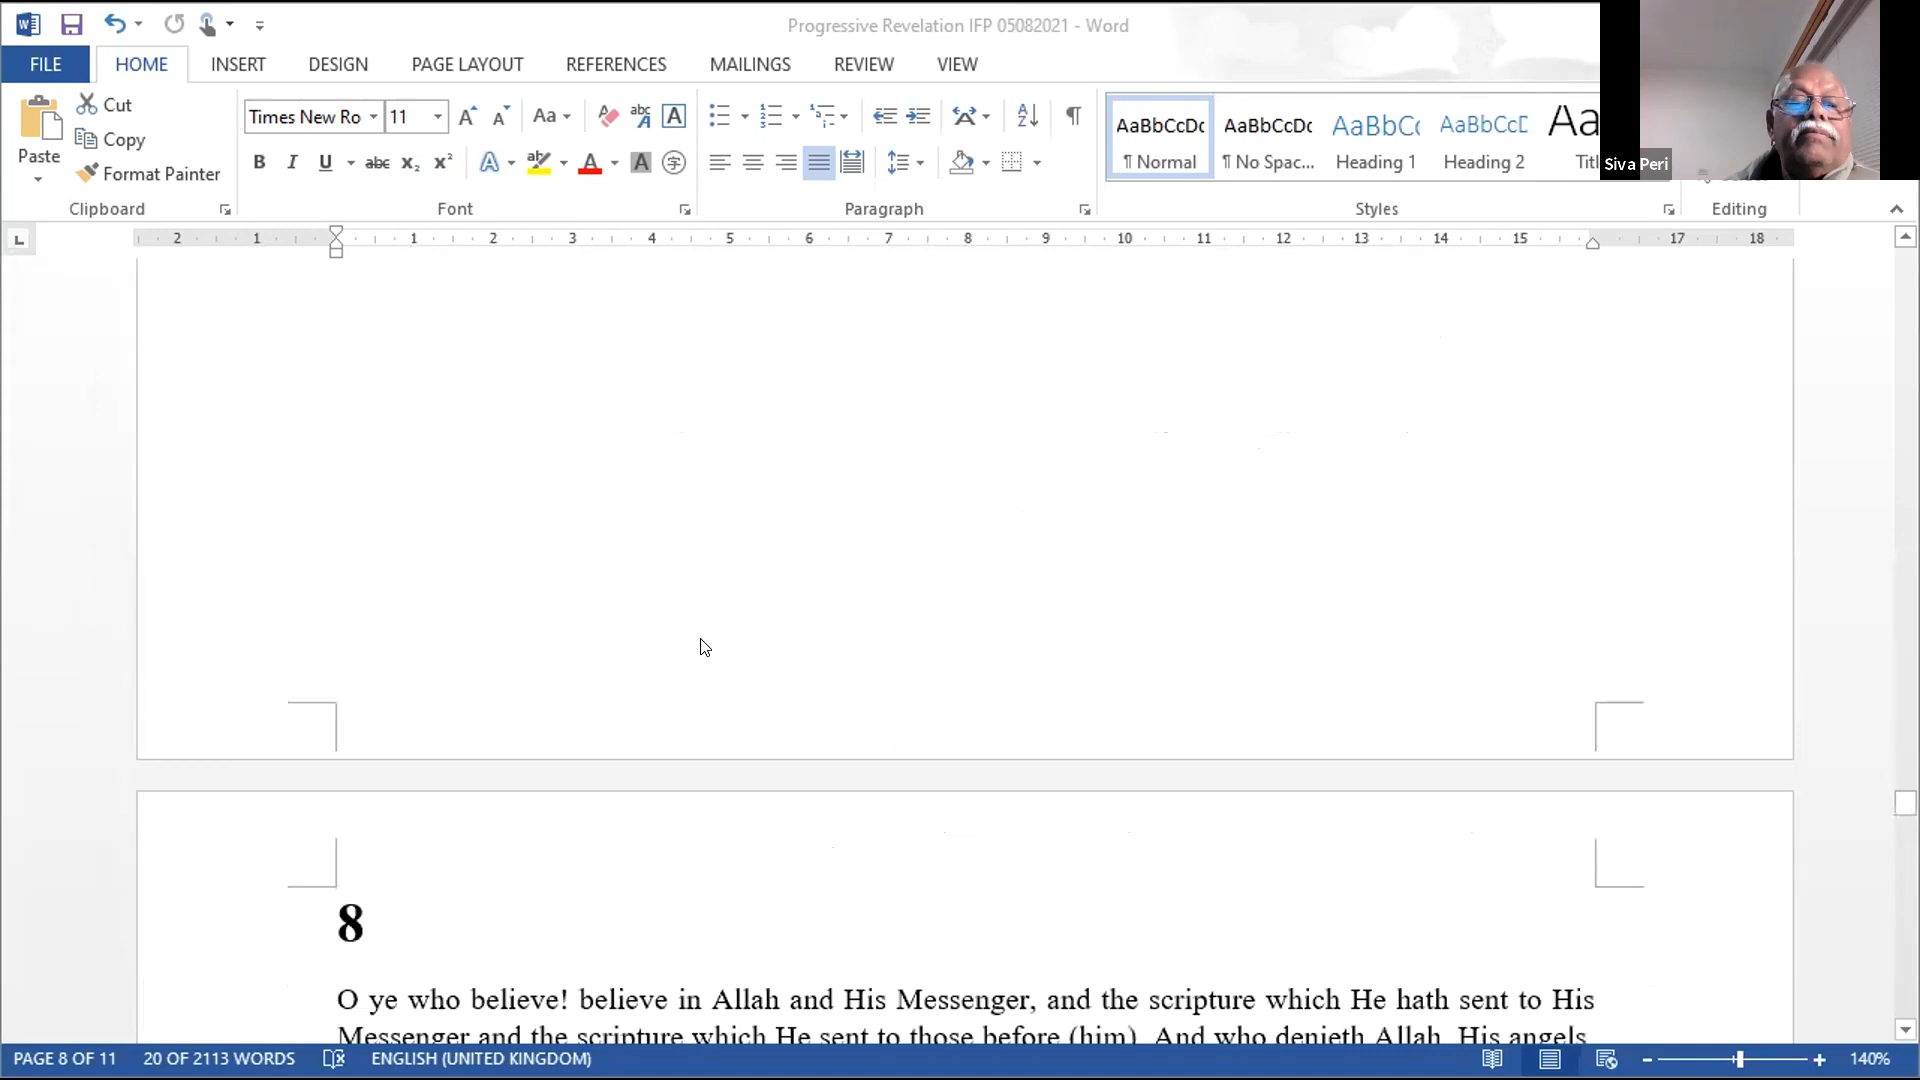 Progressive Revelation IFP 05082021 - Word
FILE HOME INSERT DESIGN PAGE LAYOUT REFERENCES MAILINGS REVIEW VIEW
Cut
Copy
Format Painter
Paste
Clipboard
Times New Ro 11
Font
Paragraph
AaBbCcDc AaBbCcDc AaBbCc AaBbCcD Aa
¶ Normal ¶ No Spac... Heading 1 Heading 2 Titl
Styles
Editing
Siva Peri
2 1 1 2 3 4 5 6 7 8 9 10 11 12 13 14 15 17 18
8
O ye who believe! believe in Allah and His Messenger, and the scripture which He hath sent to His
Messenger and the scripture which He sent to those before (him). And who denieth Allah, His angels,
PAGE 8 OF 11 20 OF 2113 WORDS ENGLISH (UNITED KINGDOM) 140%